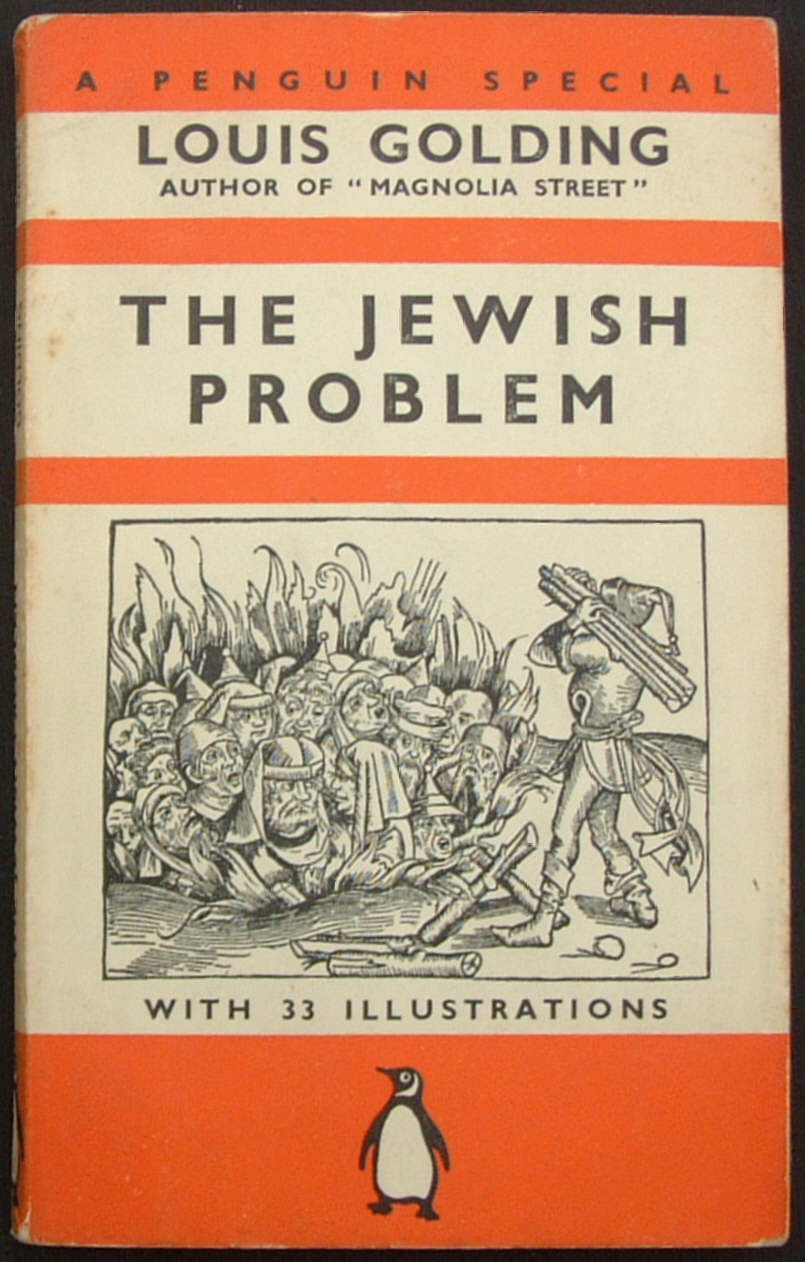 A PENGUIN SPECIAL
LOUIS GOLDING
AUTHOR OF "MAGNOLIA STREET"
THE JEWISH
PROBLEM
WITH 33 ILLUSTRATIONS